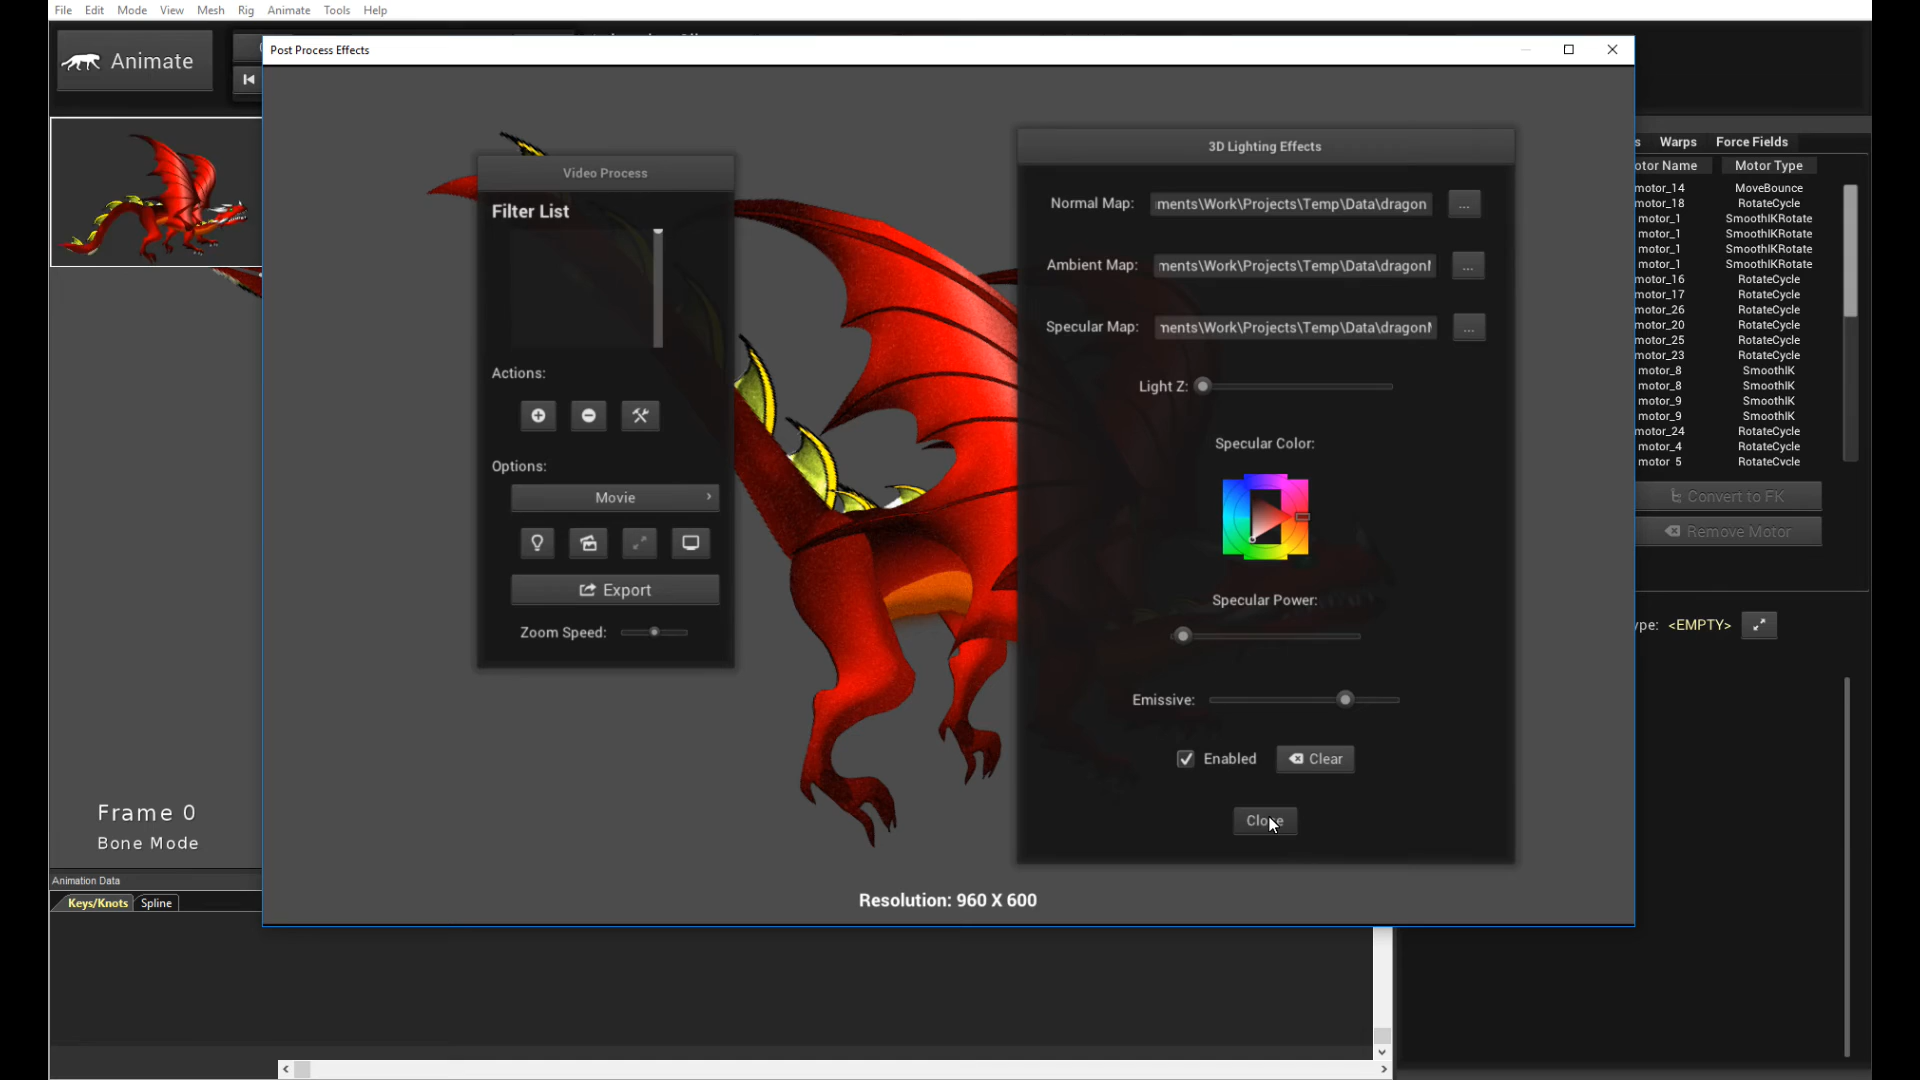 File Edit Mode View Mesh Rig Animate Tools Help
Animate
Post Process Effects
Video Process
Filter List
Actions:
Options:
Movie
Export
Zoom Speed:
3D Lighting Effects
Normal Map: ments\Work\Projects\Temp\Data\dragon ...
Ambient Map: ments\Work\Projects\Temp\Data\dragon ...
Specular Map: ments\Work\Projects\Temp\Data\dragon ...
Light Z:
Specular Color:
Specular Power:
Emissive:
Enabled Clear
Close
Resolution: 960 X 600
s Warps Force Fields
otor Name Motor Type
motor_14 MoveBounce
motor_18 RotateCycle
motor_1 SmoothIKRotate
motor_1 SmoothIKRotate
motor_1 SmoothIKRotate
motor_1 SmoothIKRotate
motor_16 RotateCycle
motor_17 RotateCycle
motor_26 RotateCycle
motor_20 RotateCycle
motor_25 RotateCycle
motor_23 RotateCycle
motor_8 SmoothIK
motor_8 SmoothIK
motor_9 SmoothIK
motor_9 SmoothIK
motor_24 RotateCycle
motor_4 RotateCycle
motor_5 RotateCycle
Convert to FK
Remove Motor
ype: <EMPTY>
Frame 0
Bone Mode
Animation Data
Keys/Knots Spline